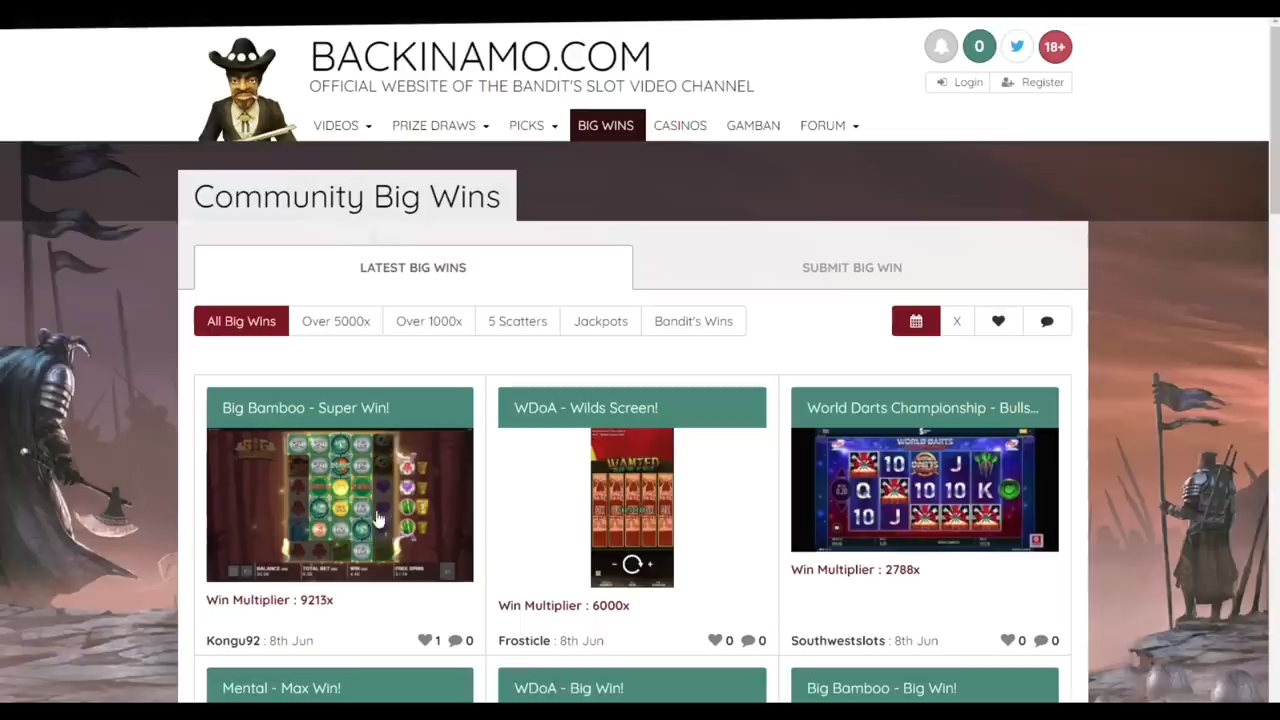 BACKINAMO.COM
OFFICIAL WEBSITE OF THE BANDIT'S SLOT VIDEO CHANNEL
0
18+
Login
Register
VIDEOS
PRIZE DRAWS
PICKS
BIG WINS
CASINOS
GAMBAN
FORUM
Community Big Wins
LATEST BIG WINS
SUBMIT BIG WIN
All Big Wins
Over 5000x
Over 1000x
5 Scatters
Jackpots
Bandit's Wins
X
Big Bamboo - Super Win!
WDoA - Wilds Screen!
World Darts Championship - Bulls...
WANTED
WORLD DARTS
10 J
Q 10 10 K
10 J
Win Multiplier : 9213x
Win Multiplier : 6000x
Win Multiplier : 2788x
Kongu92 : 8th Jun
1
0
Frosticle : 8th Jun
0
0
Southwestslots : 8th Jun
0
0
Mental - Max Win!
WDoA - Big Win!
Big Bamboo - Big Win!